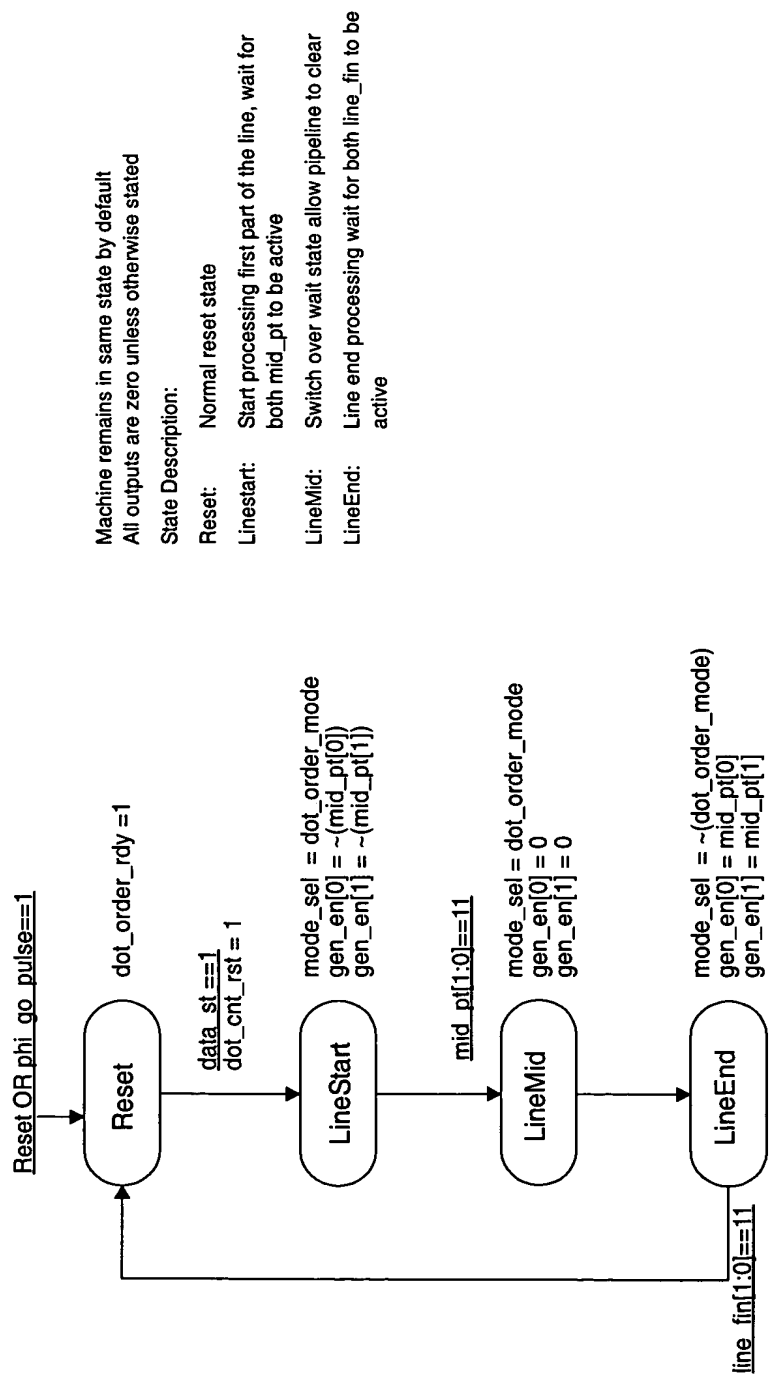 Reset OR phi_go_pulse==1
Reset
dot_order_rdy =1
data_st ==1
dot_cnt_rst = 1
LineStart
mode_sel = dot_order_mode
gen_en[0] = ~(mid_pt[0])
gen_en[1] = ~(mid_pt[1])
mid_pt[1:0]==11
LineMid
mode_sel = dot_order_mode
gen_en[0] = 0
gen_en[1] = 0
LineEnd
mode_sel = ~(dot_order_mode)
gen_en[0] = mid_pt[0]
gen_en[1] = mid_pt[1]
line_fin[1:0]==11
Machine remains in same state by default
All outputs are zero unless otherwise stated
State Description:
Reset: Normal reset state
Linestart: Start processing first part of the line, wait for
both mid_pt to be active
LineMid: Switch over wait state allow pipeline to clear
LineEnd: Line end processing wait for both line_fin to be
active